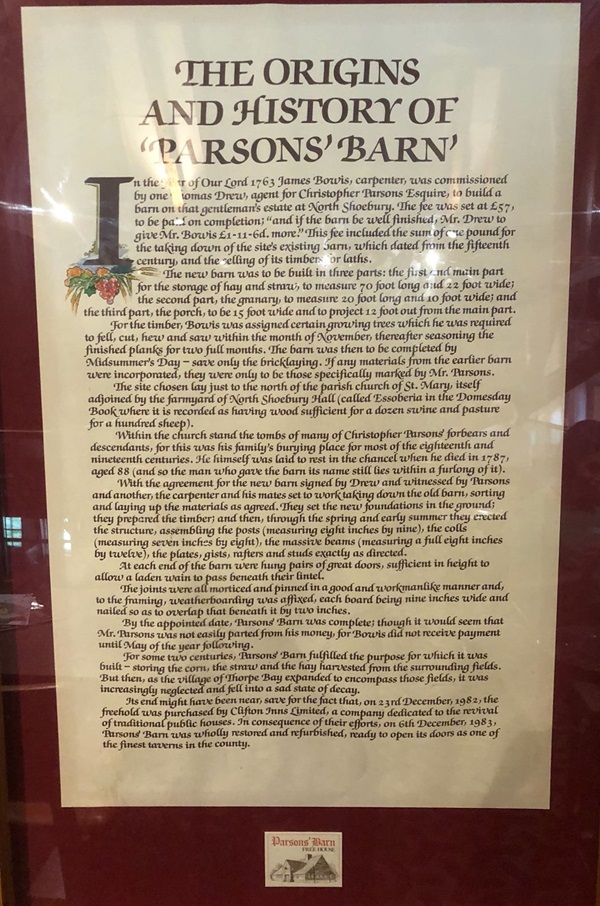 THE ORIGINS
AND HISTORY OF
'PARSONS' BARN'
In the r of Our Lord 1763 James Bowis, carpenter, was commissioned
by one omas Drew, agent for Christopher Parsons Esquire, to build a
barn on that gentleman's estate at North Shoebury. The fee was set at £57,
to be paid on completion; "and if the barn be well finished, Mr. Drew to
give Mr. Bowis £1-11-6d. more." This fee included the sum of one pound for
the taking down of the site's existing barn, which dated from the fifteenth
century, and the selling of its timbers for laths.
The new barn was to be built in three parts: the first and main part
for the storage of hay and straw, to measure 70 foot long and 22 foot wide;
the second part, the granary, to measure 20 foot long and 10 foot wide; and
the third part, the porch, to be 15 foot wide and to project 12 foot out from the main part.
For the timber, Bowis was assigned certain growing trees which he was required
to fell, cut, hew and saw within the month of November, thereafter seasoning the
finished planks for two full months. The barn was then to be completed by
Midsummer's Day – save only the bricklaying. If any materials from the earlier barn
were incorporated, they were only to be those specifically marked by Mr. Parsons.
The site chosen lay just to the north of the parish church of St. Mary, itself
adjoined by the farmyard of North Shoebury Hall (called Essoberia in the Domesday
Book where it is recorded as having wood sufficient for a dozen swine and pasture
for a hundred sheep).
Within the church stand the tombs of many of Christopher Parsons' forbears and
descendants, for this was his family's burying place for most of the eighteenth and
nineteenth centuries. He himself was laid to rest in the chancel when he died in 1787,
aged 88 (and so the man who gave the barn its name still lies within a furlong of it).
With the agreement for the new barn signed by Drew and witnessed by Parsons
and another, the carpenter and his mates set to work taking down the old barn, sorting
and laying up the materials as agreed. They set the new foundations in the ground;
they prepared the timber; and then, through the spring and early summer they erected
the structure, assembling the posts (measuring eight inches by nine), the colls
(measuring seven inches by eight), the massive beams (measuring a full eight inches
by twelve), the plates, gists, rafters and studs exactly as directed.
At each end of the barn were hung pairs of great doors, sufficient in height to
allow a laden wain to pass beneath their lintel.
The joints were all morticed and pinned in a good and workmanlike manner and,
to the framing, weatherboarding was affixed, each board being nine inches wide and
nailed so as to overlap that beneath it by two inches.
By the appointed date, Parsons' Barn was complete; though it would seem that
Mr. Parsons was not easily parted from his money, for Bowis did not receive payment
until May of the year following.
For some two centuries, Parsons' Barn fulfilled the purpose for which it was
built – storing the corn, the straw and the hay harvested from the surrounding fields.
But then, as the village of Thorpe Bay expanded to encompass those fields, it was
increasingly neglected and fell into a sad state of decay.
Its end might have been near, save for the fact that, on 23rd December, 1982, the
freehold was purchased by Clifton Inns Limited, a company dedicated to the revival
of traditional public houses. In consequence of their efforts, on 6th December, 1983,
Parsons' Barn was wholly restored and refurbished, ready to open its doors as one of
the finest taverns in the county.
Parsons' Barn
FREE HOUSE